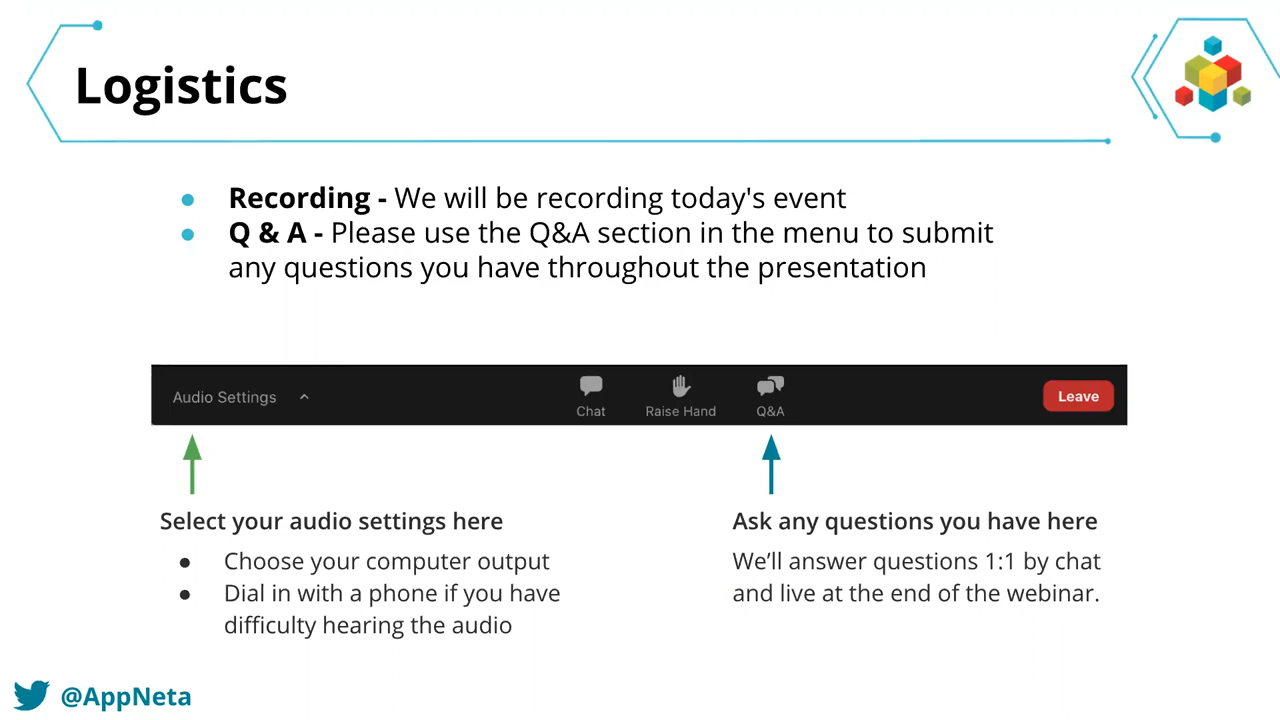 Logistics
● Recording - We will be recording today's event
● Q & A - Please use the Q&A section in the menu to submit
any questions you have throughout the presentation
Audio Settings
Chat
Raise Hand
Q&A
Leave
Select your audio settings here
● Choose your computer output
● Dial in with a phone if you have
difficulty hearing the audio
Ask any questions you have here
We’ll answer questions 1:1 by chat
and live at the end of the webinar.
@AppNeta